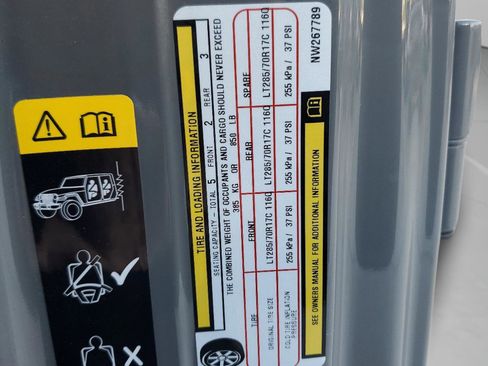 TIRE AND LOADING INFORMATION
SEATING CAPACITY - TOTAL 5 FRONT 2 REAR 3
THE COMBINED WEIGHT OF OCCUPANTS AND CARGO SHOULD NEVER EXCEED
385 KG OR 850 LB
TIRE FRONT REAR SPARE
ORIGINAL TIRE SIZE LT285/70R17C 116Q LT285/70R17C 116Q LT285/70R17C 116Q
COLD TIRE INFLATION
PRESSURE 255 kPa / 37 PSI 255 kPa / 37 PSI 255 kPa / 37 PSI
SEE OWNERS MANUAL FOR ADDITIONAL INFORMATION
NW267789